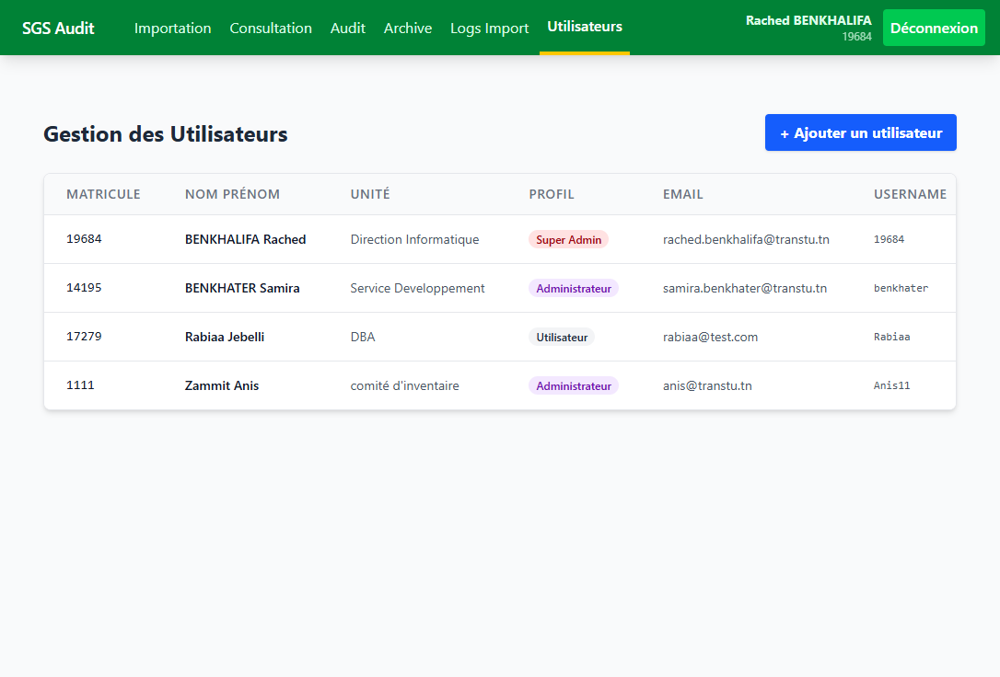 SGS Audit Importation Consultation Audit Archive Logs Import Utilisateurs Rached BENKHALIFA 19684 Déconnexion
Gestion des Utilisateurs + Ajouter un utilisateur
MATRICULE NOM PRÉNOM UNITÉ PROFIL EMAIL USERNAME
19684 BENKHALIFA Rached Direction Informatique Super Admin rached.benkhalifa@transtu.tn 19684
14195 BENKHATER Samira Service Developpement Administrateur samira.benkhater@transtu.tn benkhater
17279 Rabiaa Jebelli DBA Utilisateur rabiaa@test.com Rabiaa
1111 Zammit Anis comité d'inventaire Administrateur anis@transtu.tn Anis11